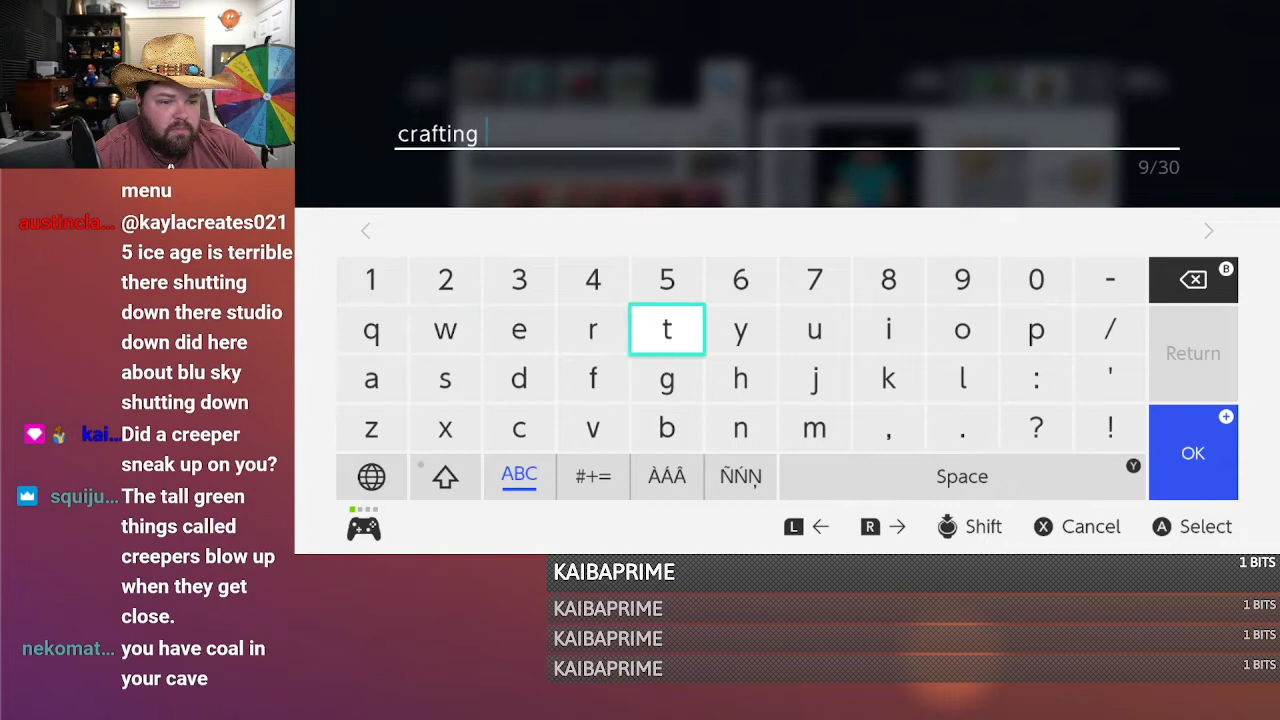 crafting
9/30
1 2 3 4 5 6 7 8 9 0 -
q w e r t y u i o p /
Return
a s d f g h j k l : '
z x c v b n m , . ? !
OK
ABC #+= ÀÁÂ ÑŃŅ Space
L ← R → Shift X Cancel A Select
B
Y
menu
austincla... @kaylacreates021
5 ice age is terrible
there shutting
down there studio
down did here
about blu sky
shutting down
kai... Did a creeper
sneak up on you?
squiju... The tall green
things called
creepers blow up
when they get
close.
nekomat... you have coal in
your cave
KAIBAPRIME 1 BITS
KAIBAPRIME 1 BITS
KAIBAPRIME 1 BITS
KAIBAPRIME 1 BITS